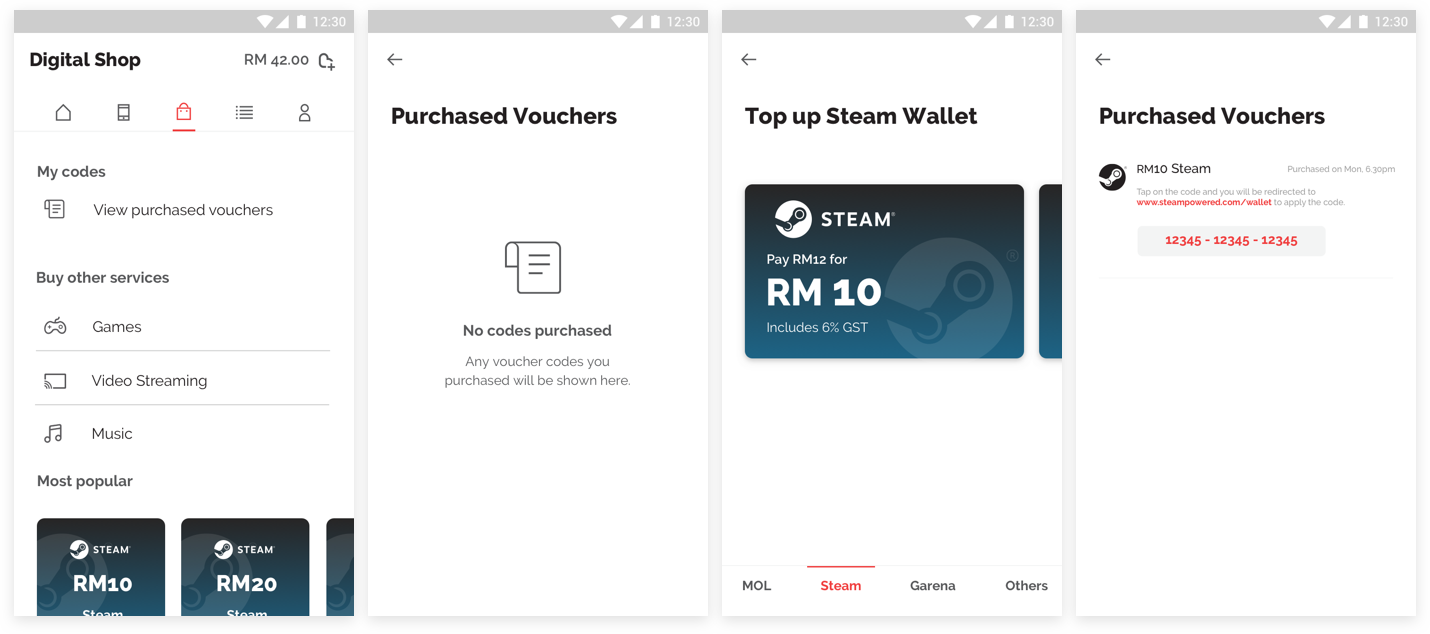 12:30
Digital Shop
RM 42.00
My codes
View purchased vouchers
Buy other services
Games
Video Streaming
Music
Most popular
STEAM
RM10
Steam
STEAM
RM20
Steam
12:30
Purchased Vouchers
No codes purchased
Any voucher codes you
purchased will be shown here.
12:30
Top up Steam Wallet
STEAM®
Pay RM12 for
RM 10
Includes 6% GST
®
MOL
Steam
Garena
Others
12:30
Purchased Vouchers
RM10 Steam
Purchased on Mon, 6.30pm
Tap on the code and you will be redirected to
www.steampowered.com/wallet to apply the code.
12345 - 12345 - 12345